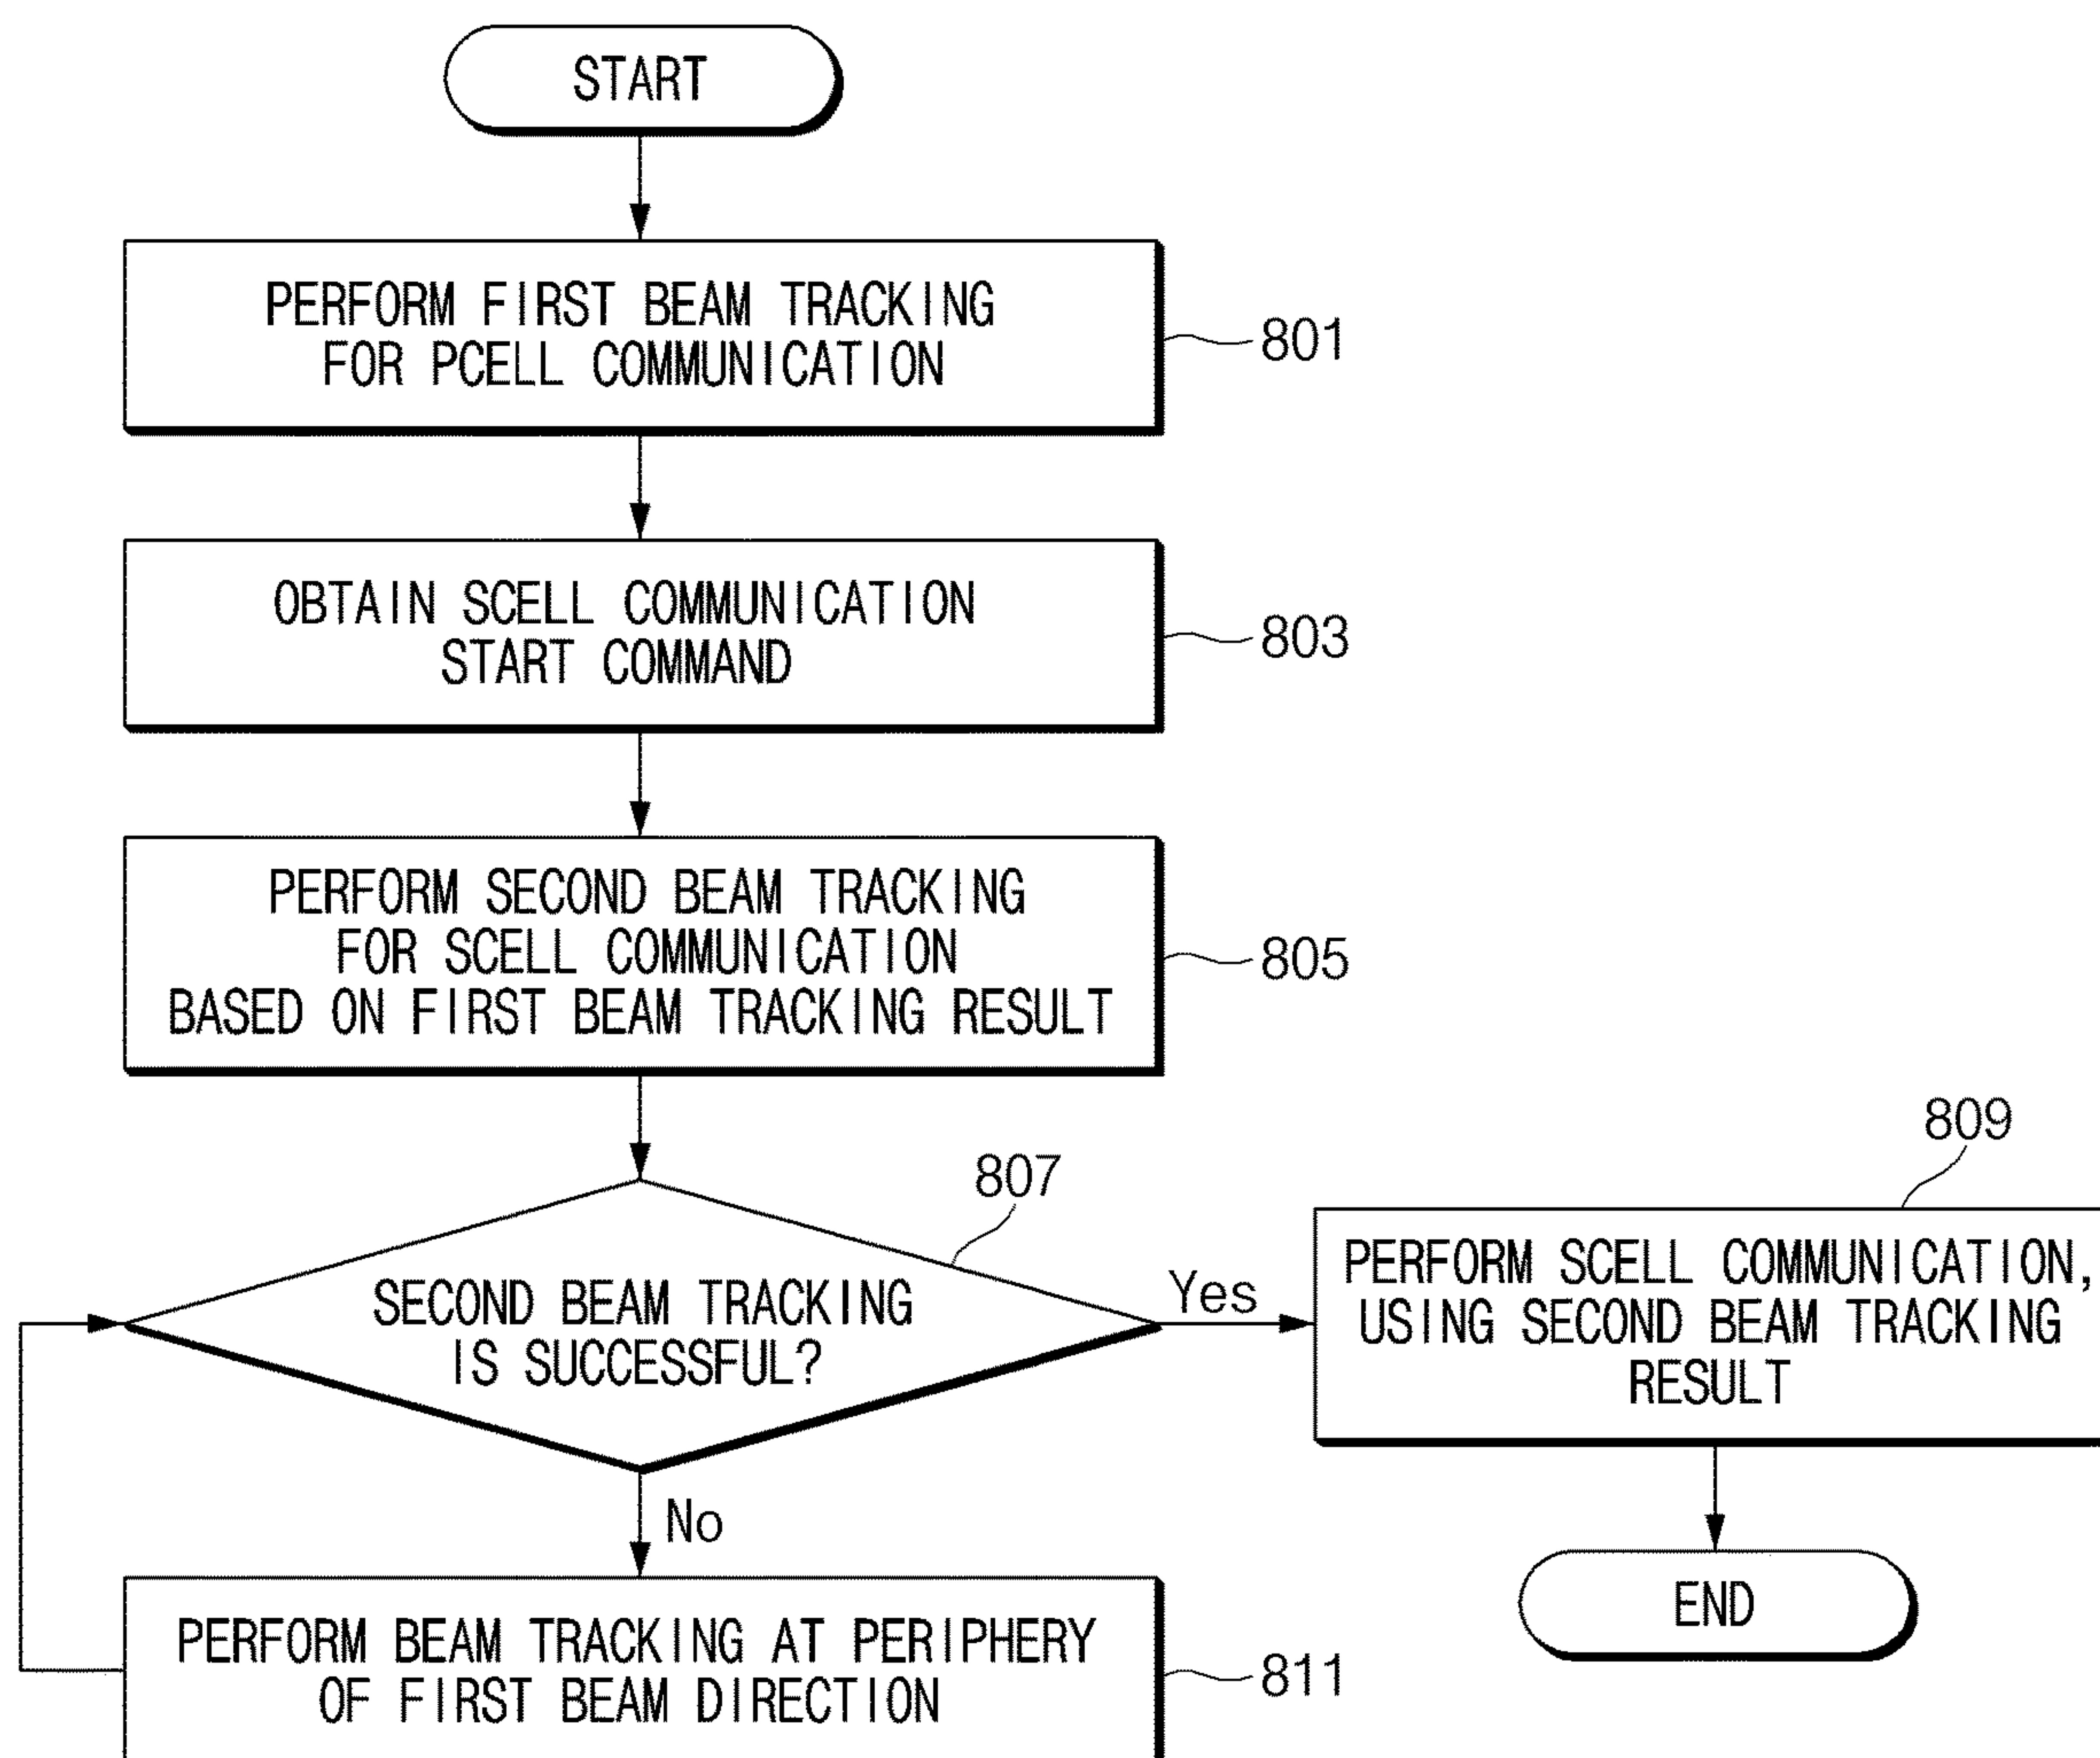 START
PERFORM FIRST BEAM TRACKING
FOR PCELL COMMUNICATION
801
OBTAIN SCELL COMMUNICATION
START COMMAND
803
PERFORM SECOND BEAM TRACKING
FOR SCELL COMMUNICATION
BASED ON FIRST BEAM TRACKING RESULT
805
807
SECOND BEAM TRACKING
IS SUCCESSFUL?
Yes
809
PERFORM SCELL COMMUNICATION,
USING SECOND BEAM TRACKING
RESULT
No
END
PERFORM BEAM TRACKING AT PERIPHERY
OF FIRST BEAM DIRECTION
811